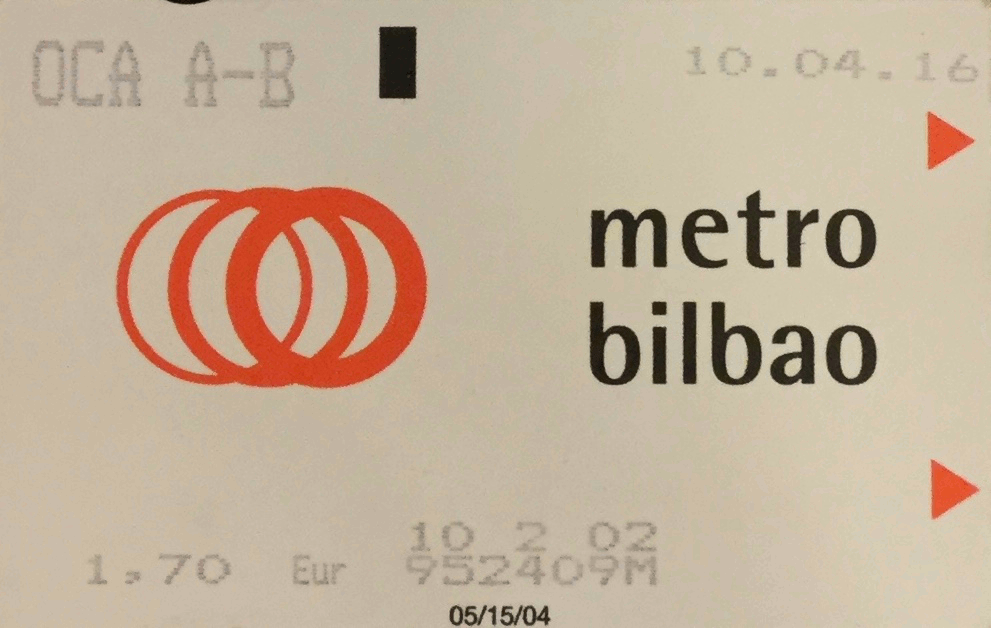 OCA A-B
10.04.16
metro
bilbao
10 2 02
1,70 Eur 952409M
05/15/04